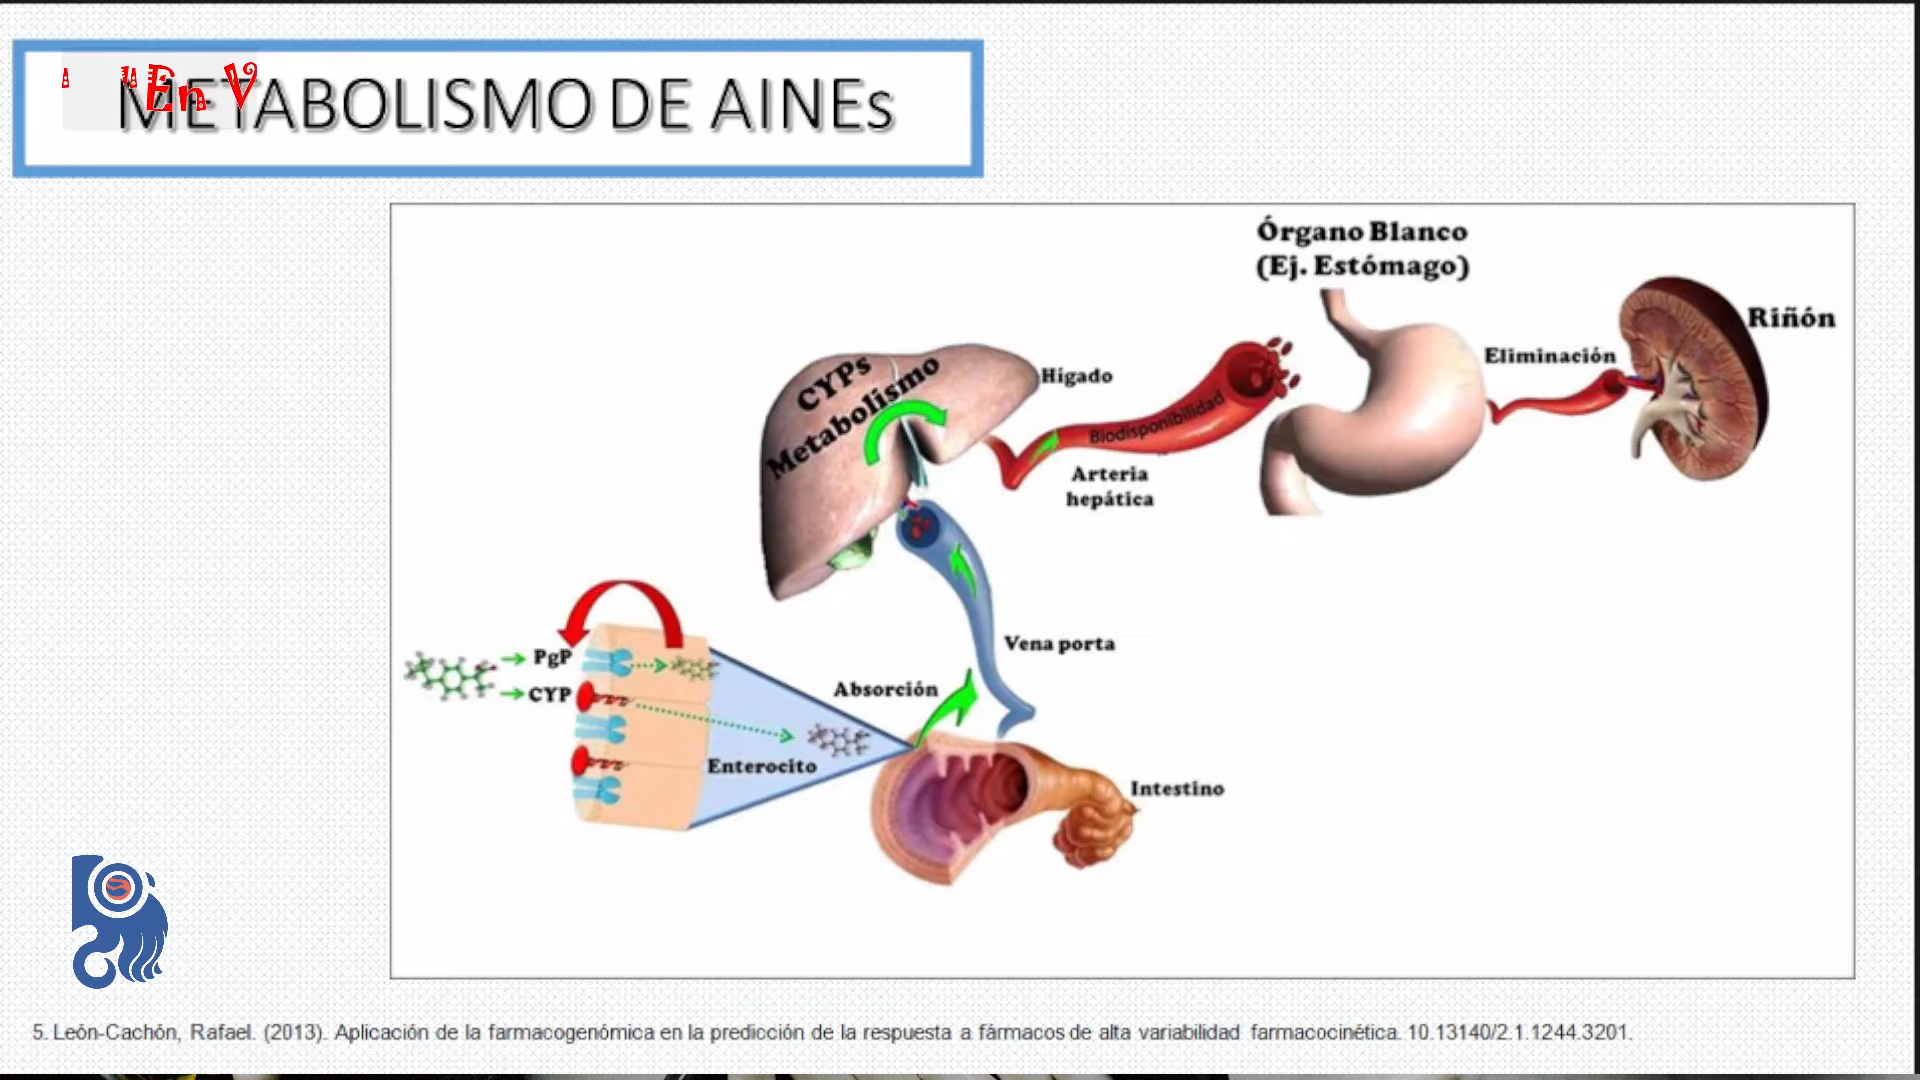 En V
METABOLISMO DE AINEs
Órgano Blanco
(Ej. Estómago)
Riñón
Eliminación
CYPs
Metabolismo
Hígado
Biodisponibilidad
Arteria
hepática
Vena porta
PgP
CYP
Absorción
Enterocito
Intestino
5. León-Cachón, Rafael. (2013). Aplicación de la farmacogenómica en la predicción de la respuesta a fármacos de alta variabilidad farmacocinética. 10.13140/2.1.1244.3201.